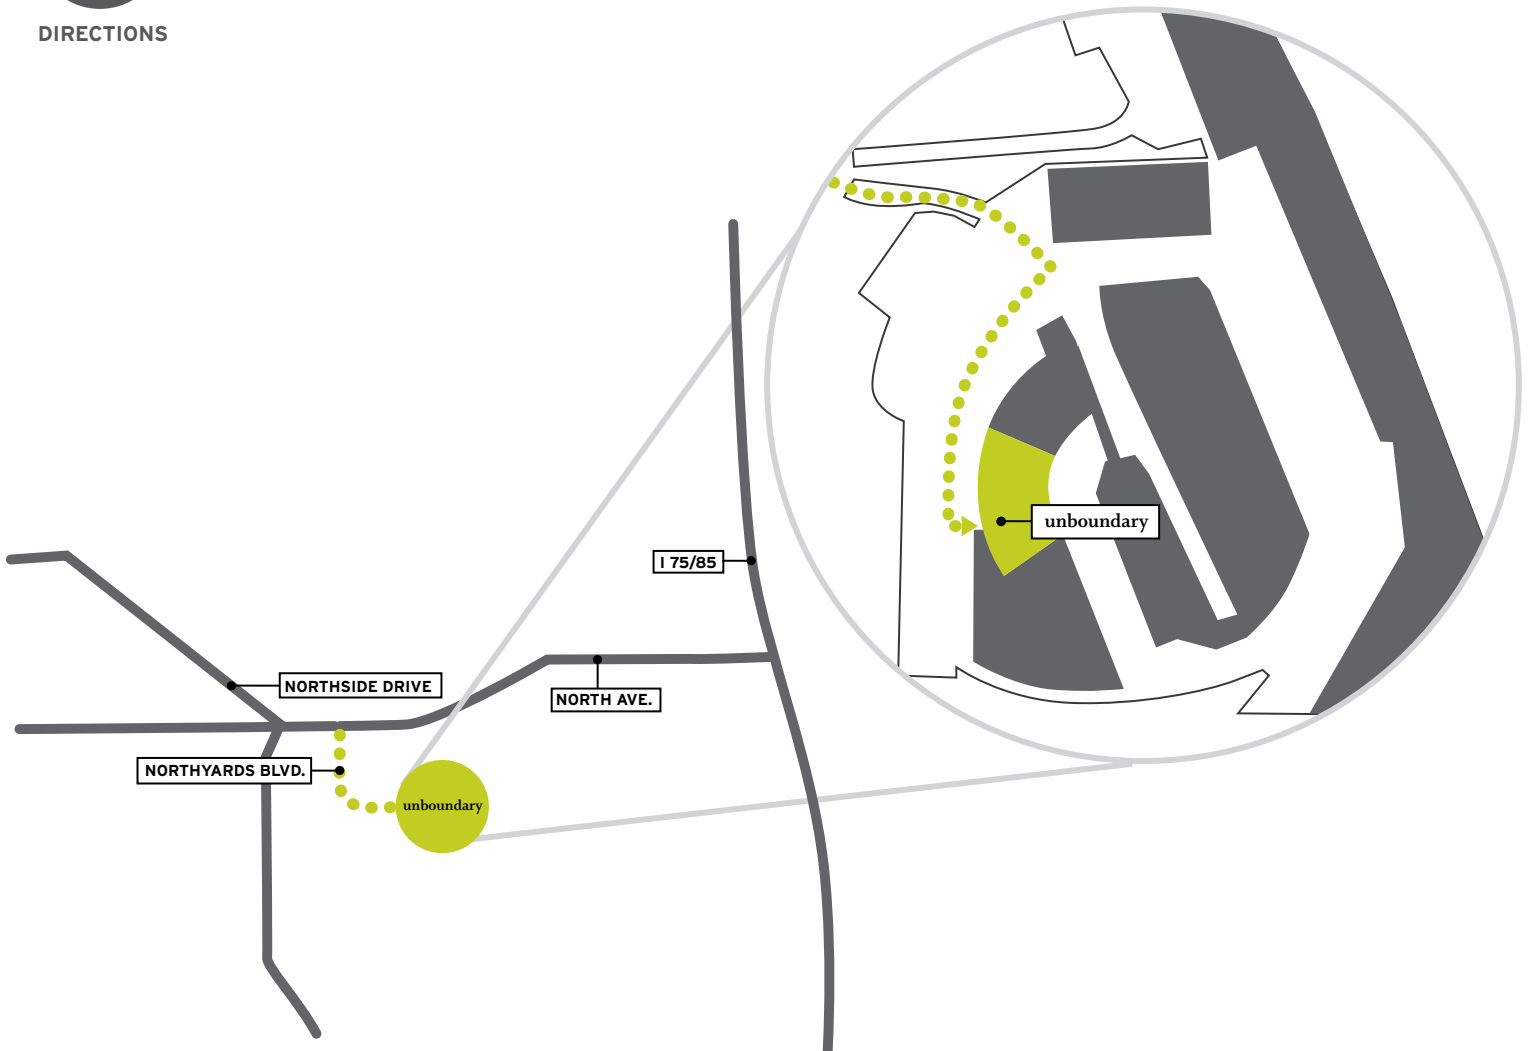 DIRECTIONS
unboundary
I 75/85
NORTHSIDE DRIVE
NORTH AVE.
NORTHYARDS BLVD.
unboundary